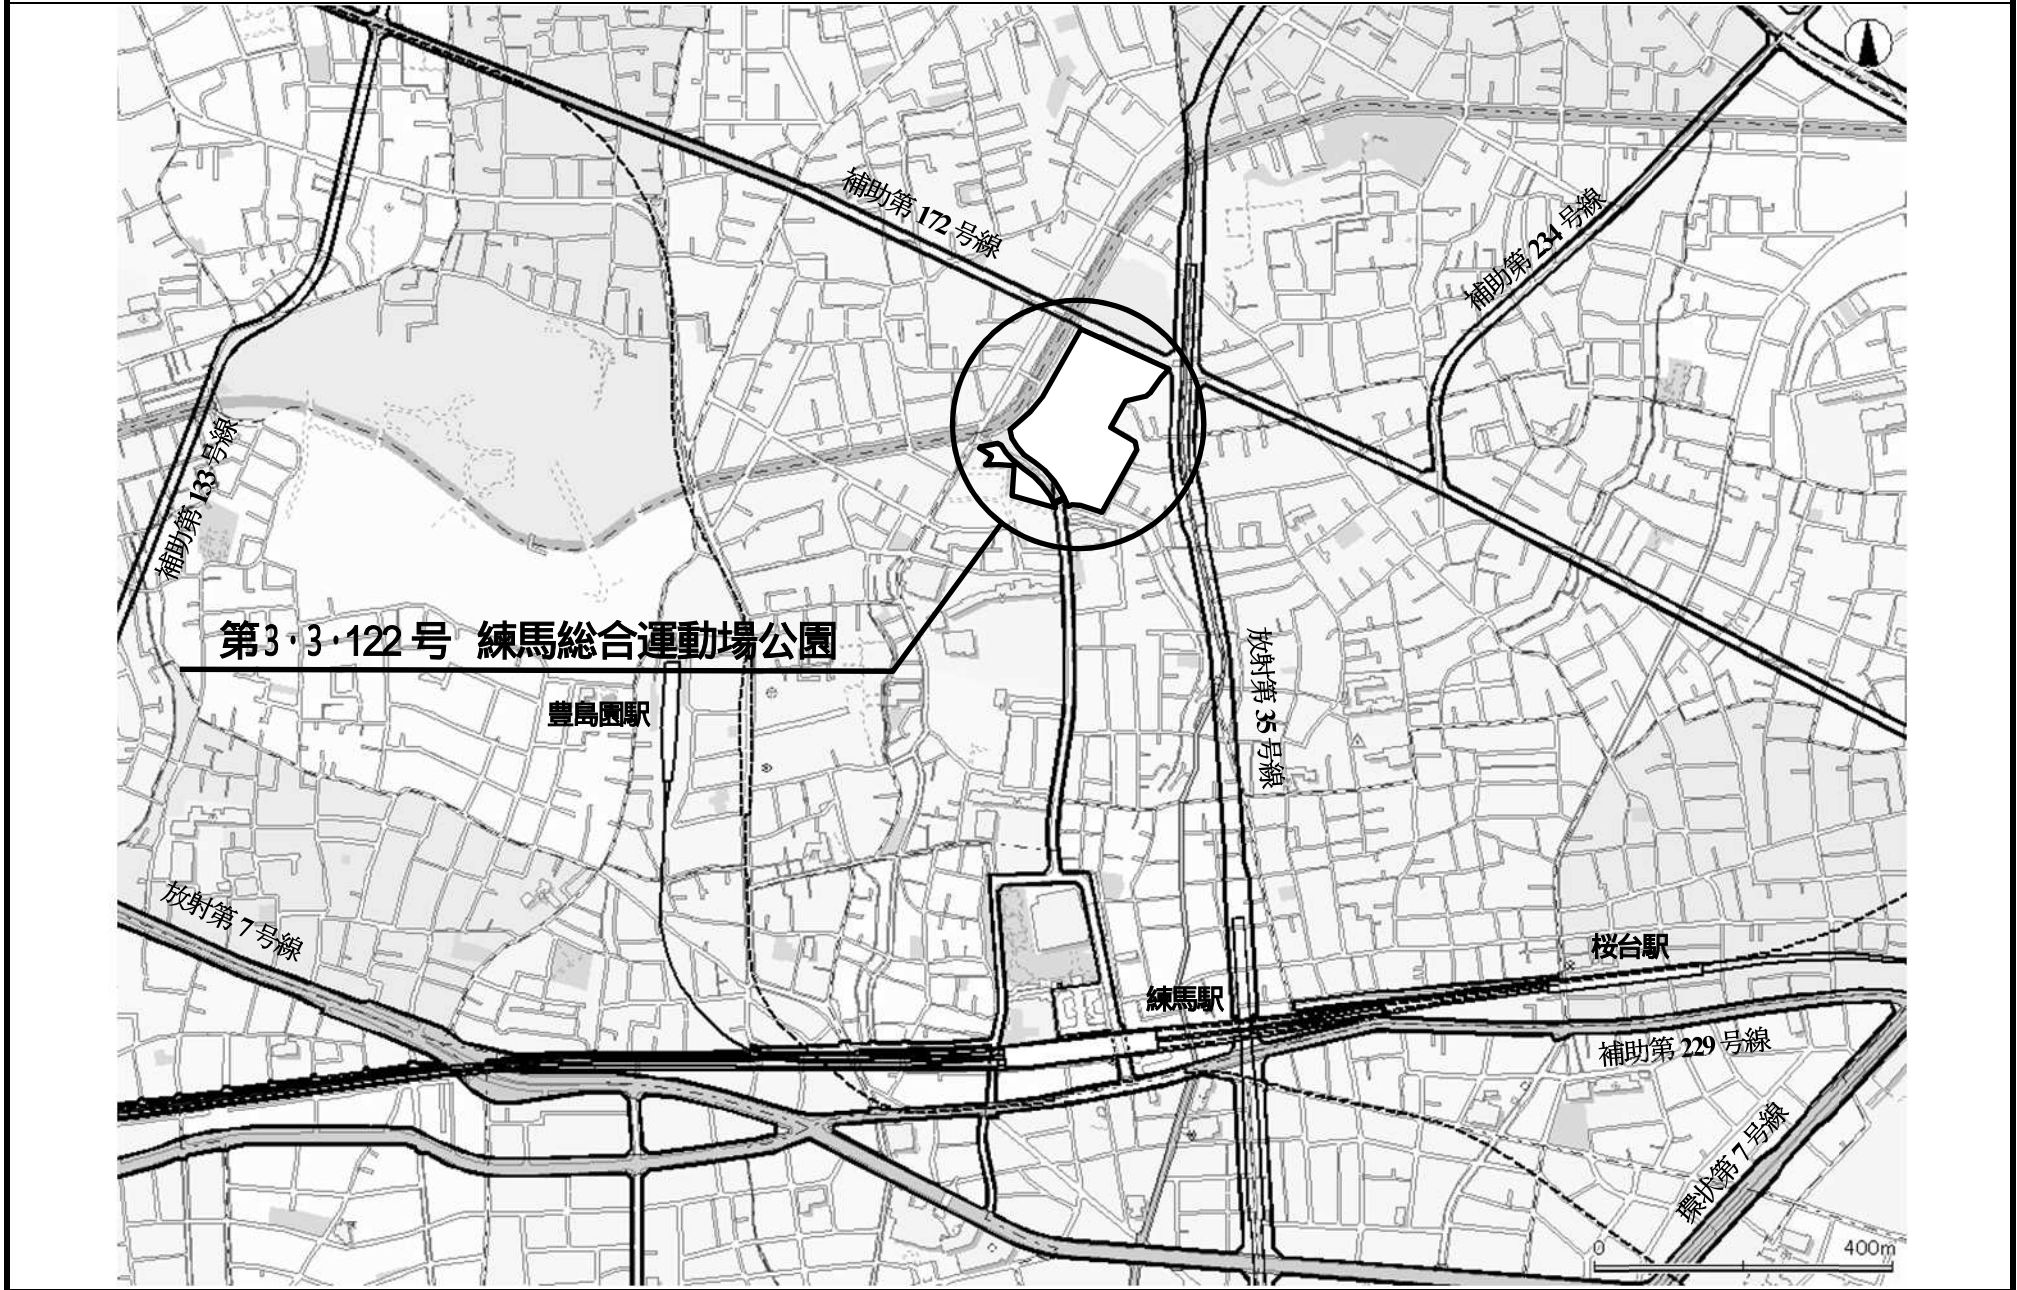 補助第172号線
補助第234号線
補助第133号線
第3・3・122号 練馬総合運動場公園
豊島園駅
放射第35号線
放射第7号線
桜台駅
練馬駅
補助第229号線
環状第7号線
0 400m